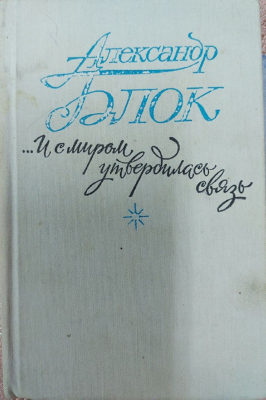 Александр
Блок
...И с миром
утвердилась
связь